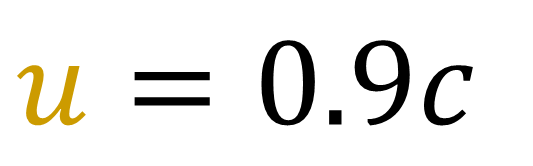 u = 0.9c